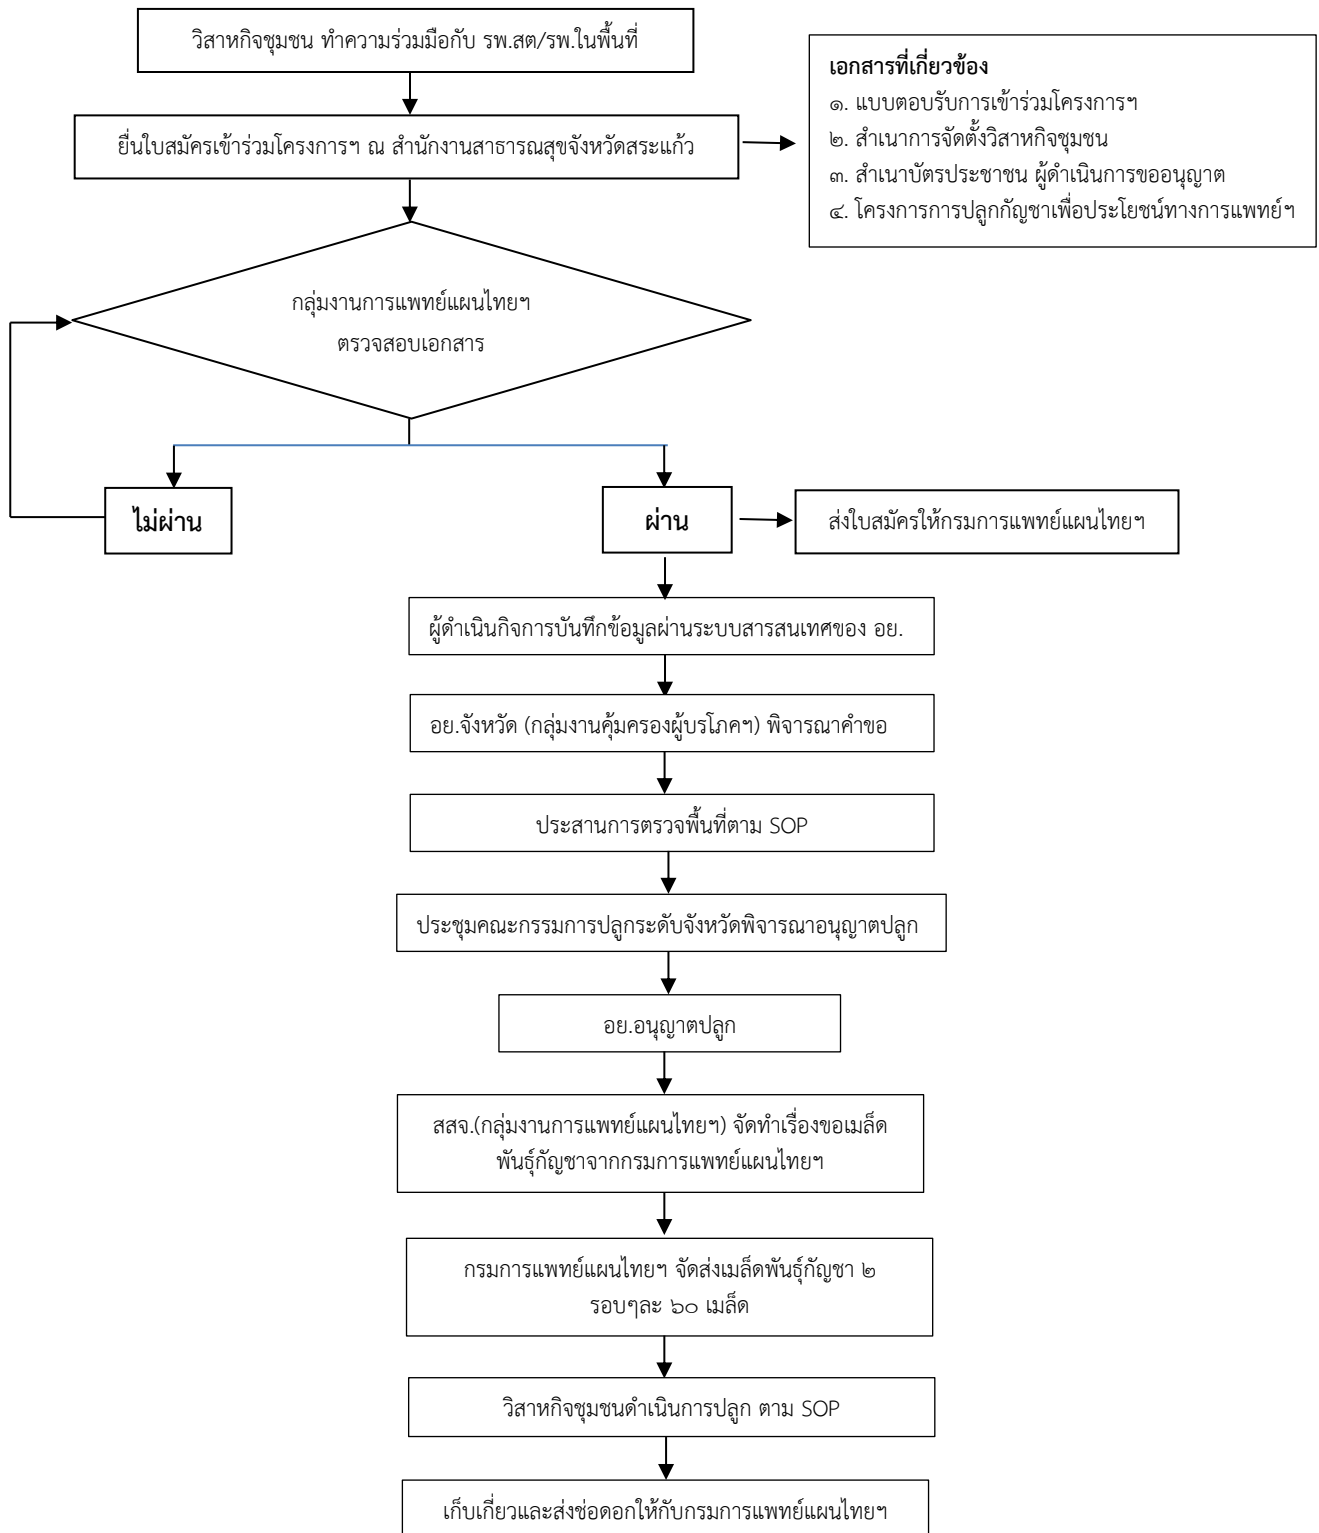 วิสาหกิจชุมชน ทำความร่วมมือกับ รพ.สต/รพ.ในพื้นที่
ยื่นใบสมัครเข้าร่วมโครงการฯ ณ สำนักงานสาธารณสุขจังหวัดสระแก้ว
เอกสารที่เกี่ยวข้อง
๑. แบบตอบรับการเข้าร่วมโครงการฯ
๒. สำเนาการจัดตั้งวิสาหกิจชุมชน
๓. สำเนาบัตรประชาชน ผู้ดำเนินการขออนุญาต
๔. โครงการการปลูกกัญชาเพื่อประโยชน์ทางการแพทย์ฯ
กลุ่มงานการแพทย์แผนไทยฯ
ตรวจสอบเอกสาร
ไม่ผ่าน
ผ่าน
ส่งใบสมัครให้กรมการแพทย์แผนไทยฯ
ผู้ดำเนินกิจการบันทึกข้อมูลผ่านระบบสารสนเทศของ อย.
อย.จังหวัด (กลุ่มงานคุ้มครองผู้บรโภคฯ) พิจารณาคำขอ
ประสานการตรวจพื้นที่ตาม SOP
ประชุมคณะกรรมการปลูกระดับจังหวัดพิจารณาอนุญาตปลูก
อย.อนุญาตปลูก
สสจ.(กลุ่มงานการแพทย์แผนไทยฯ) จัดทำเรื่องขอเมล็ด
พันธุ์กัญชาจากกรมการแพทย์แผนไทยฯ
กรมการแพทย์แผนไทยฯ จัดส่งเมล็ดพันธุ์กัญชา ๒
รอบๆละ ๖๐ เมล็ด
วิสาหกิจชุมชนดำเนินการปลูก ตาม SOP
เก็บเกี่ยวและส่งช่อดอกให้กับกรมการแพทย์แผนไทยฯ